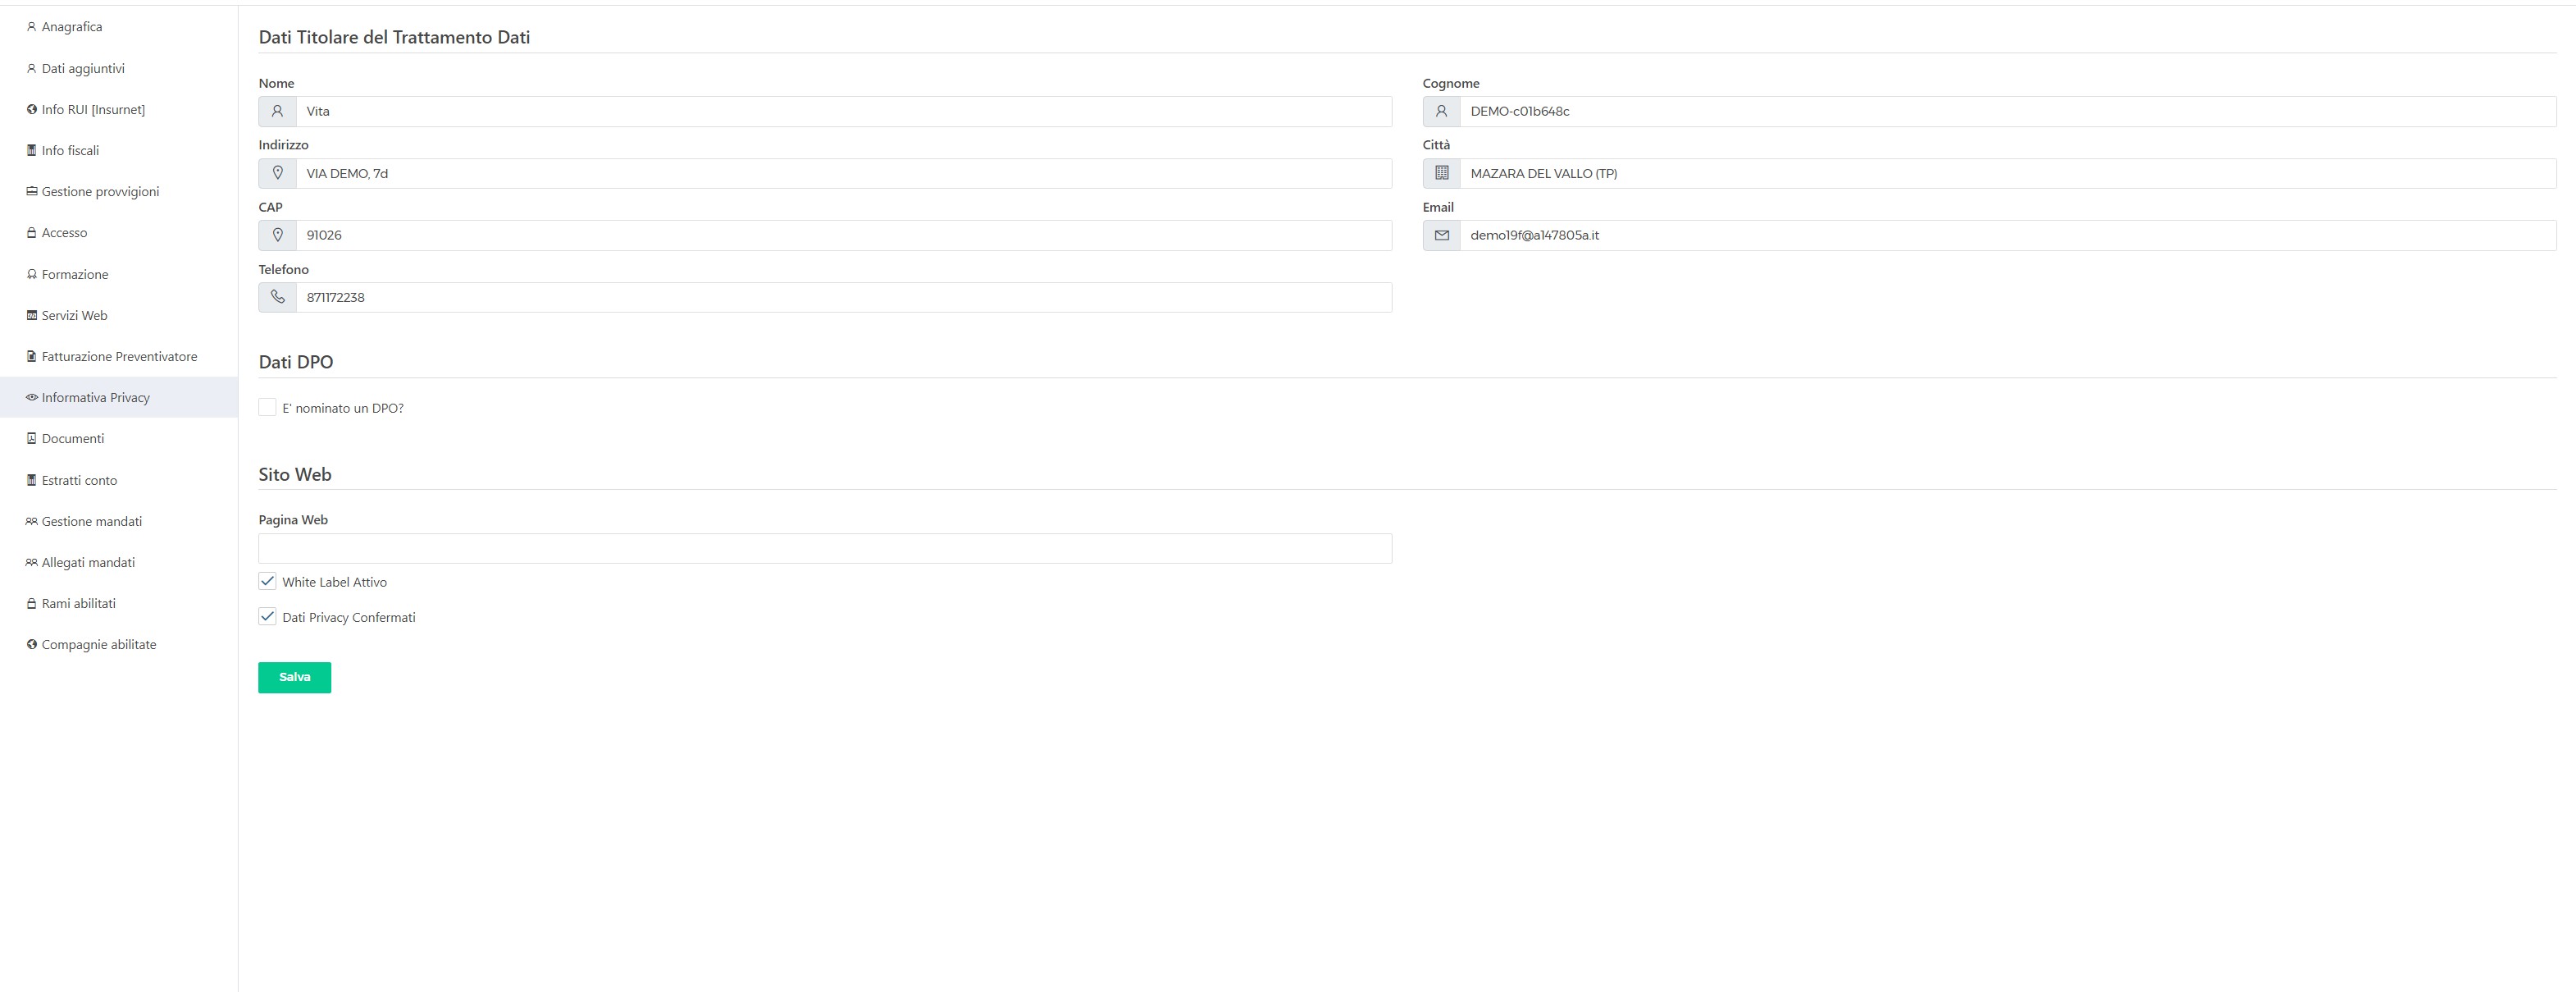 Anagrafica
Dati aggiuntivi
Info RUI [Insurnet]
Info fiscali
Gestione provvigioni
Accesso
Formazione
Servizi Web
Fatturazione Preventivatore
Informativa Privacy
Documenti
Estratti conto
Gestione mandati
Allegati mandati
Rami abilitati
Compagnie abilitate
Dati Titolare del Trattamento Dati
Nome
Vita
Cognome
DEMO-c01b648c
Indirizzo
VIA DEMO, 7d
Città
MAZARA DEL VALLO (TP)
CAP
91026
Email
demo19f@a147805a.it
Telefono
871172238
Dati DPO
E' nominato un DPO?
Sito Web
Pagina Web
White Label Attivo
Dati Privacy Confermati
Salva